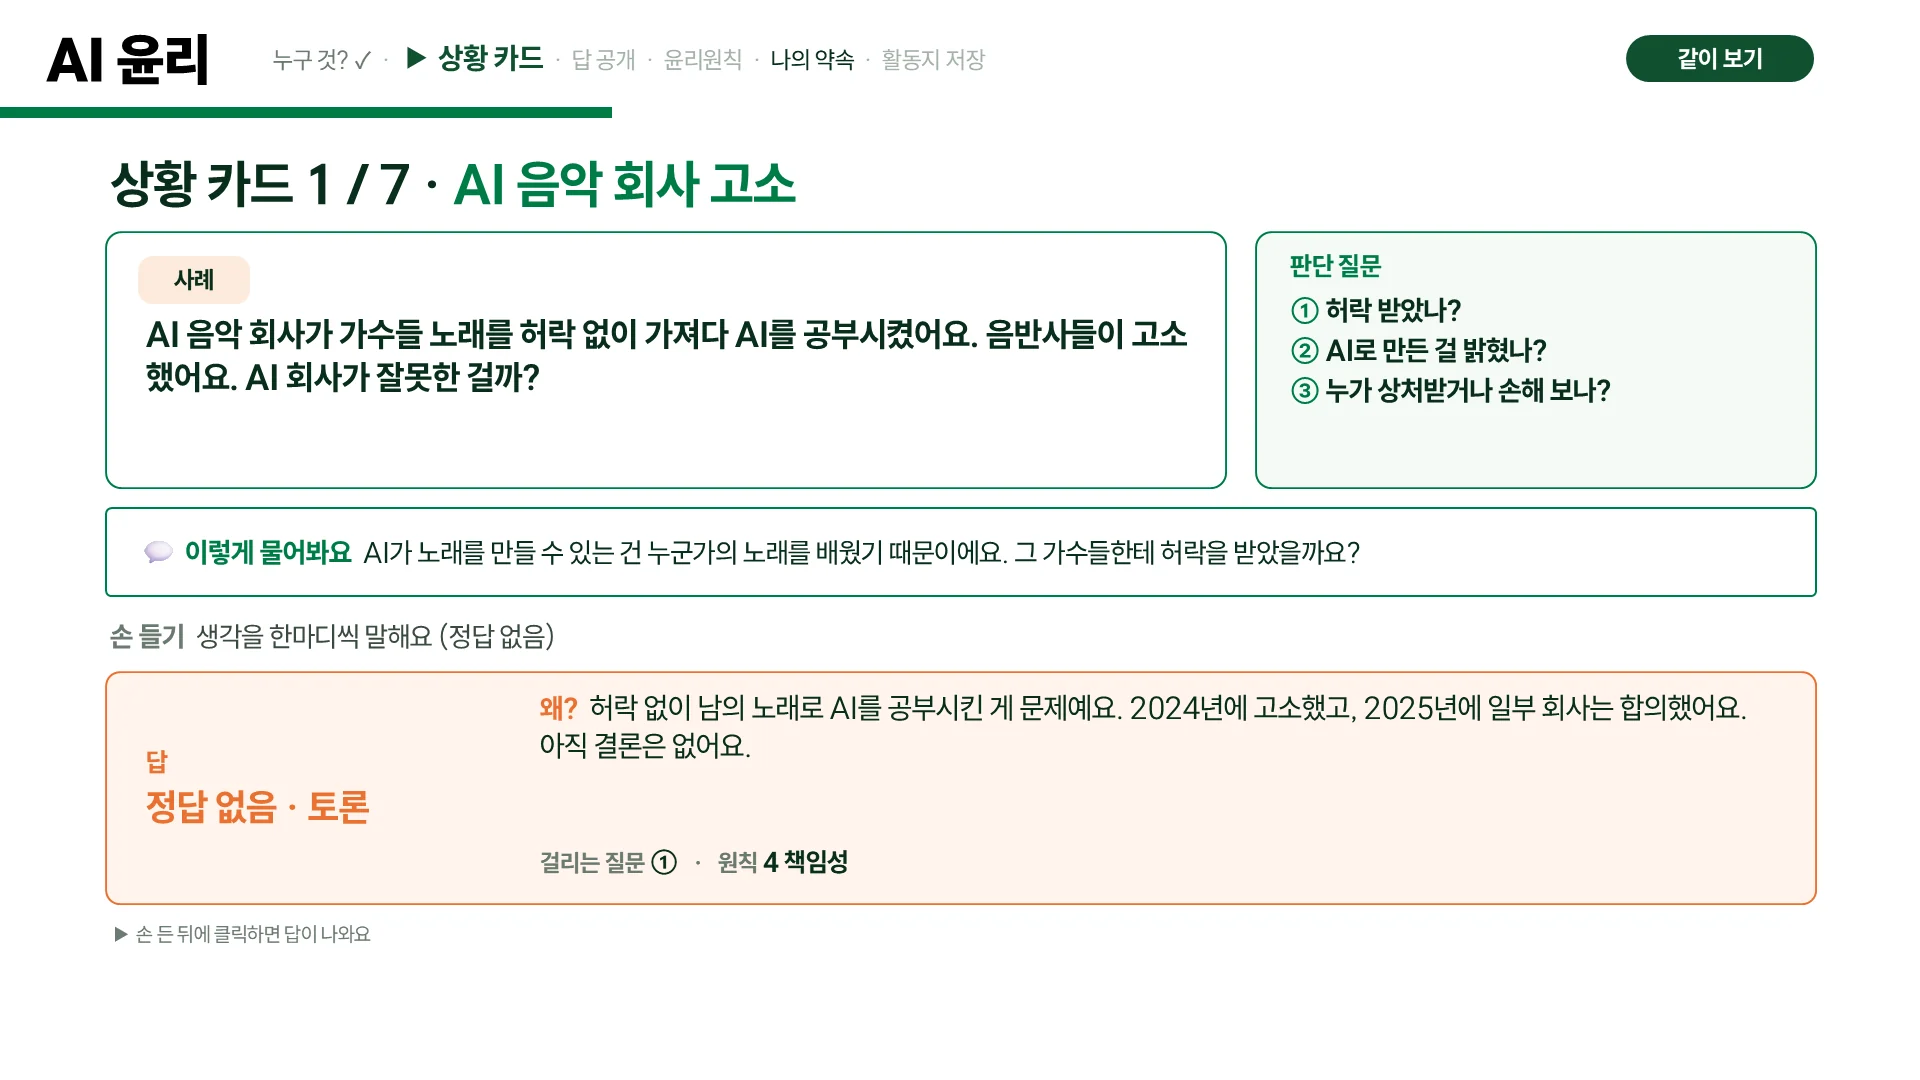 AI 윤리
누구 것? ✓ · ▶ 상황 카드 · 답 공개 · 윤리원칙 · 나의 약속 · 활동지 저장
같이 보기
상황 카드 1 / 7 · AI 음악 회사 고소
사례
AI 음악 회사가 가수들 노래를 허락 없이 가져다 AI를 공부시켰어요. 음반사들이 고소
했어요. AI 회사가 잘못한 걸까?
판단 질문
① 허락 받았나?
② AI로 만든 걸 밝혔나?
③ 누가 상처받거나 손해 보나?
이렇게 물어봐요 AI가 노래를 만들 수 있는 건 누군가의 노래를 배웠기 때문이에요. 그 가수들한테 허락을 받았을까요?
손 들기 생각을 한마디씩 말해요 (정답 없음)
답
정답 없음 · 토론
왜? 허락 없이 남의 노래로 AI를 공부시킨 게 문제예요. 2024년에 고소했고, 2025년에 일부 회사는 합의했어요.
아직 결론은 없어요.
걸리는 질문 ① · 원칙 4 책임성
▶ 손 든 뒤에 클릭하면 답이 나와요